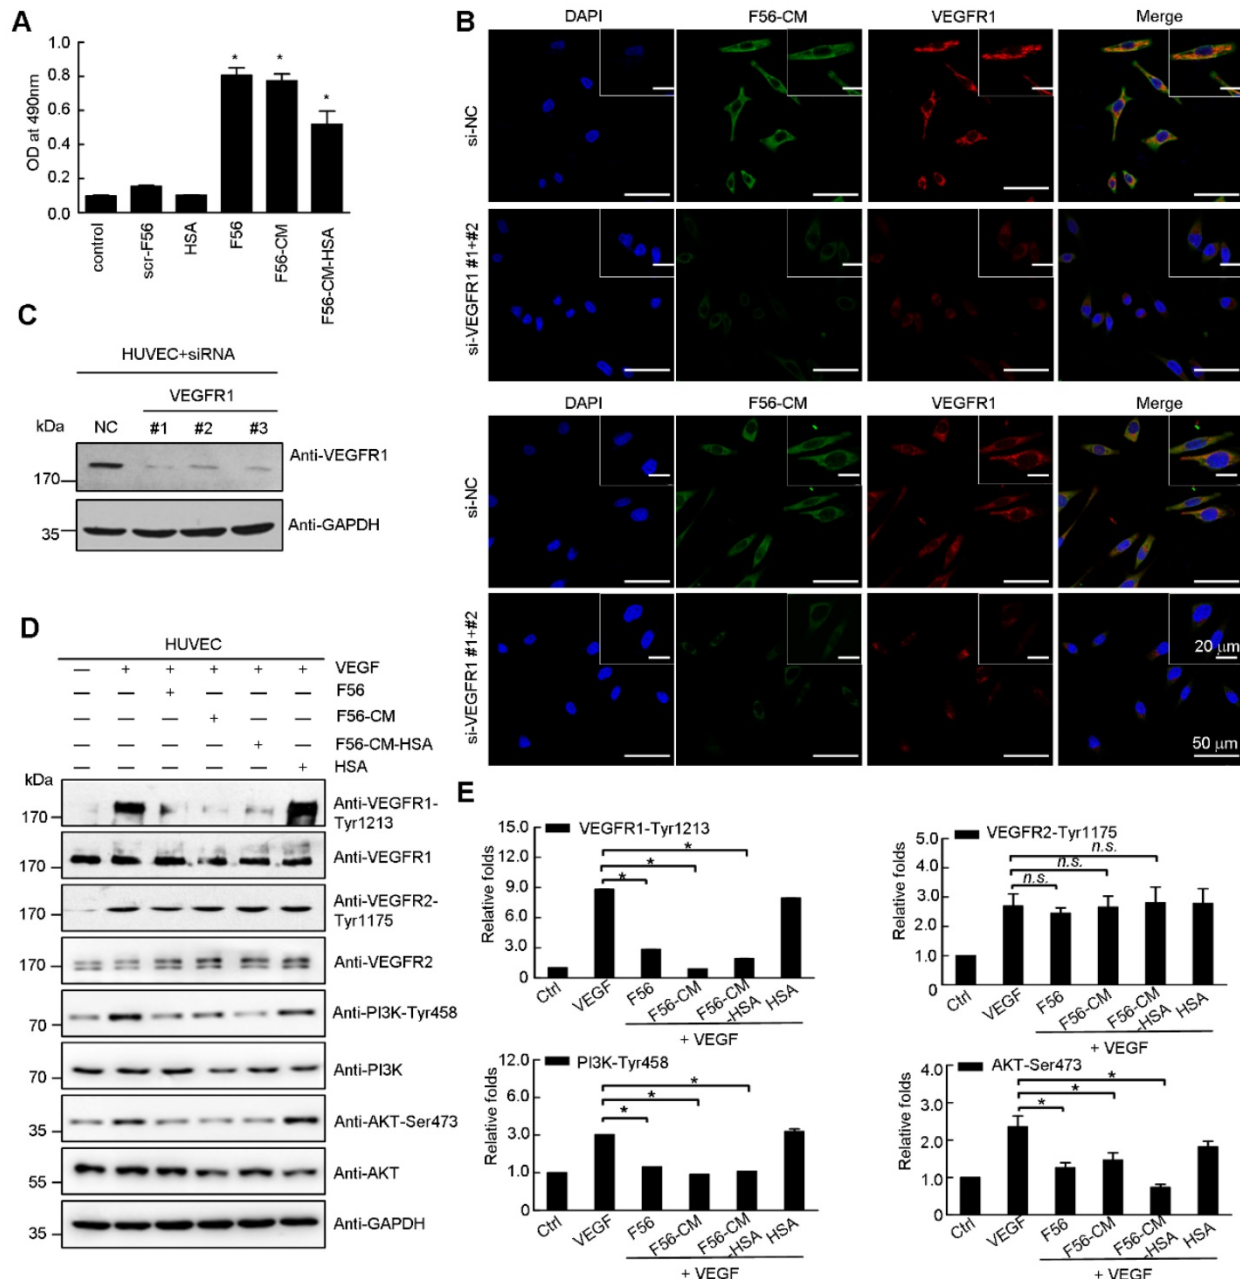 A
OD at 490nm
1.0
0.8
0.6
0.4
0.2
0.0
* * *
control
scr-F56
HSA
F56
F56-CM
F56-CM-HSA
B
DAPI F56-CM VEGFR1 Merge
si-NC
si-VEGFR1 #1+#2
DAPI F56-CM VEGFR1 Merge
si-NC
si-VEGFR1 #1+#2
20 μm
50 μm
C
HUVEC+siRNA
VEGFR1
kDa NC #1 #2 #3
170 Anti-VEGFR1
35 Anti-GAPDH
D
HUVEC
— + + + + + VEGF
— — + — — — F56
— — — + — — F56-CM
— — — — + — F56-CM-HSA
— — — — — + HSA
kDa
170 Anti-VEGFR1-
Tyr1213
170 Anti-VEGFR1
170 Anti-VEGFR2-
Tyr1175
170 Anti-VEGFR2
70 Anti-PI3K-Tyr458
70 Anti-PI3K
35 Anti-AKT-Ser473
55 Anti-AKT
35 Anti-GAPDH
E
VEGFR1-Tyr1213
Relative folds
15.0
12.0
9.0
6.0
3.0
0
* * *
Ctrl VEGF F56 F56-CM F56-CM -HSA HSA
+ VEGF
VEGFR2-Tyr1175
Relative folds
5.0
4.0
3.0
2.0
1.0
0
n.s.
n.s.
n.s.
Ctrl VEGF F56 F56-CM F56-CM -HSA HSA
+ VEGF
PI3K-Tyr458
Relative folds
12.0
6.0
3.0
1.0
0
* * *
Ctrl VEGF F56 F56-CM F56-CM -HSA HSA
+ VEGF
AKT-Ser473
Relative folds
4.0
3.0
2.0
1.0
0
* * *
Ctrl VEGF F56 F56-CM F56-CM -HSA HSA
+ VEGF